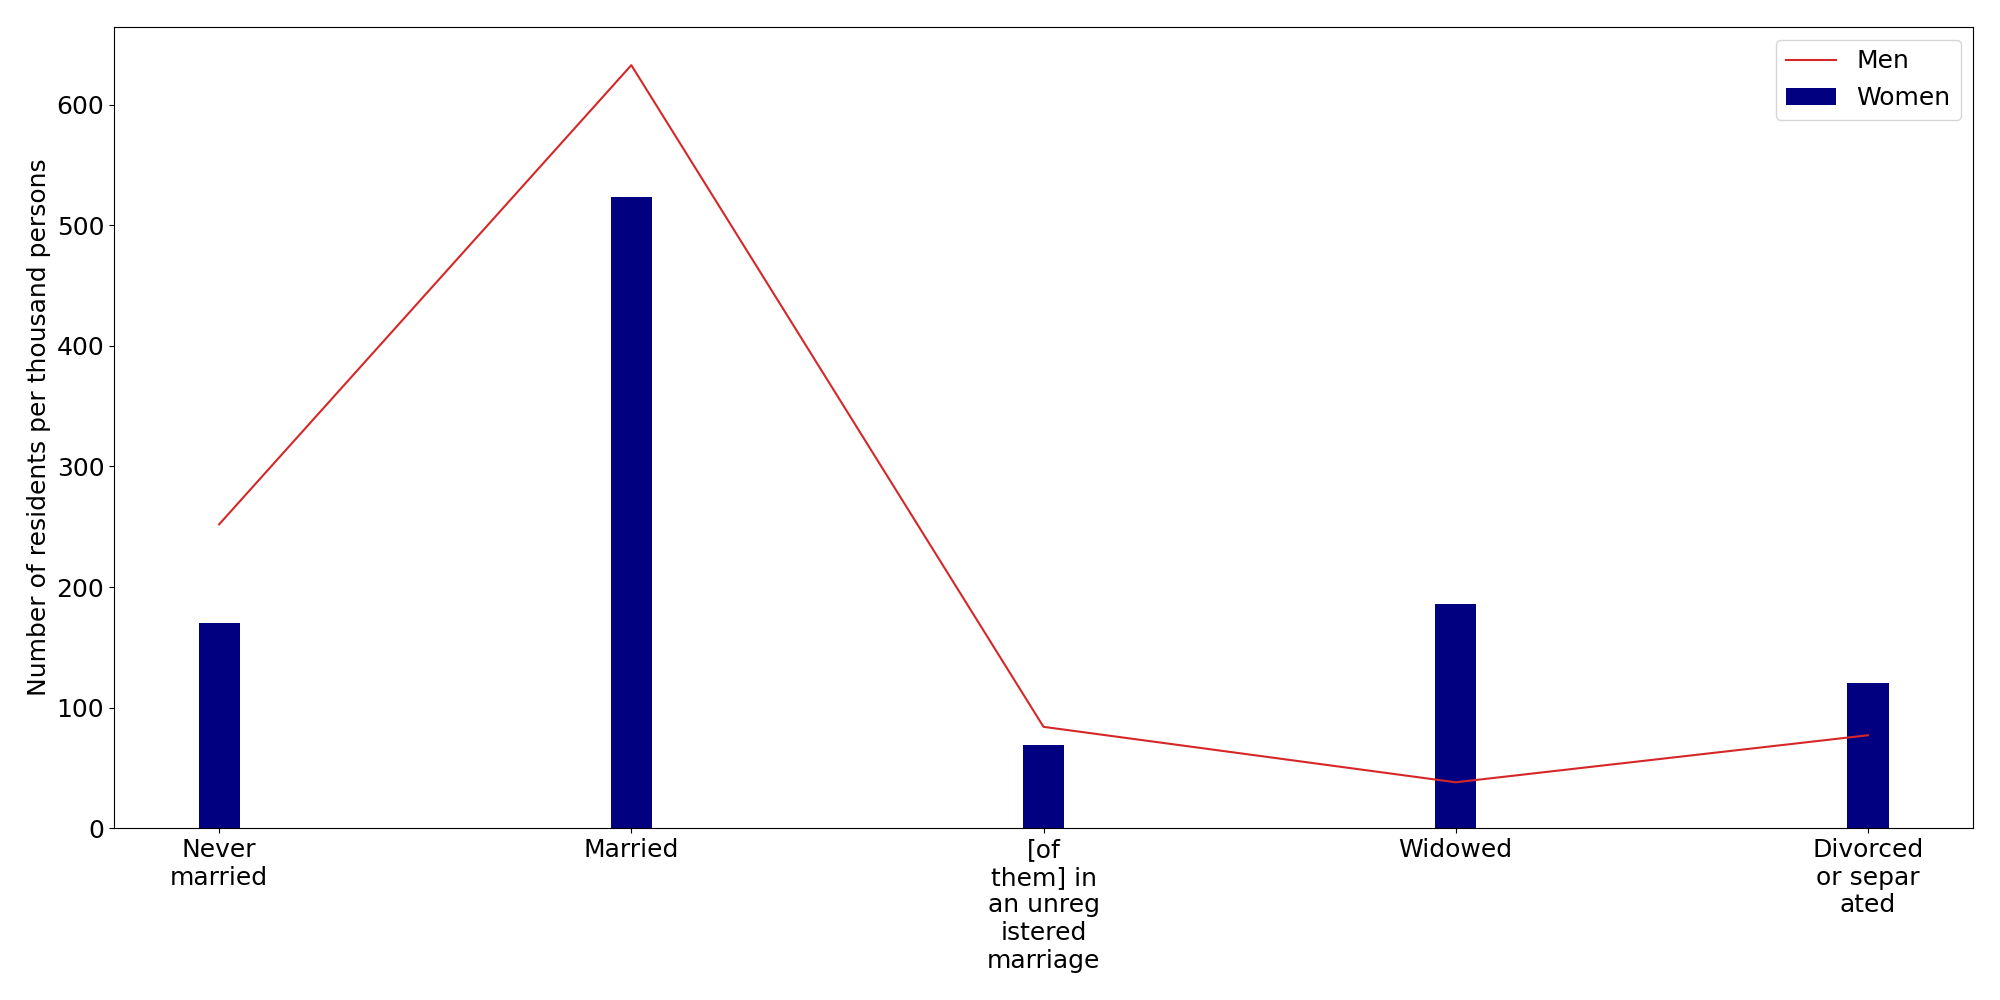 Men
Women
Number of residents per thousand persons
600
500
400
300
200
100
0
Never
married
Married
[of
them] in
an unreg
istered
marriage
Widowed
Divorced
or separ
ated